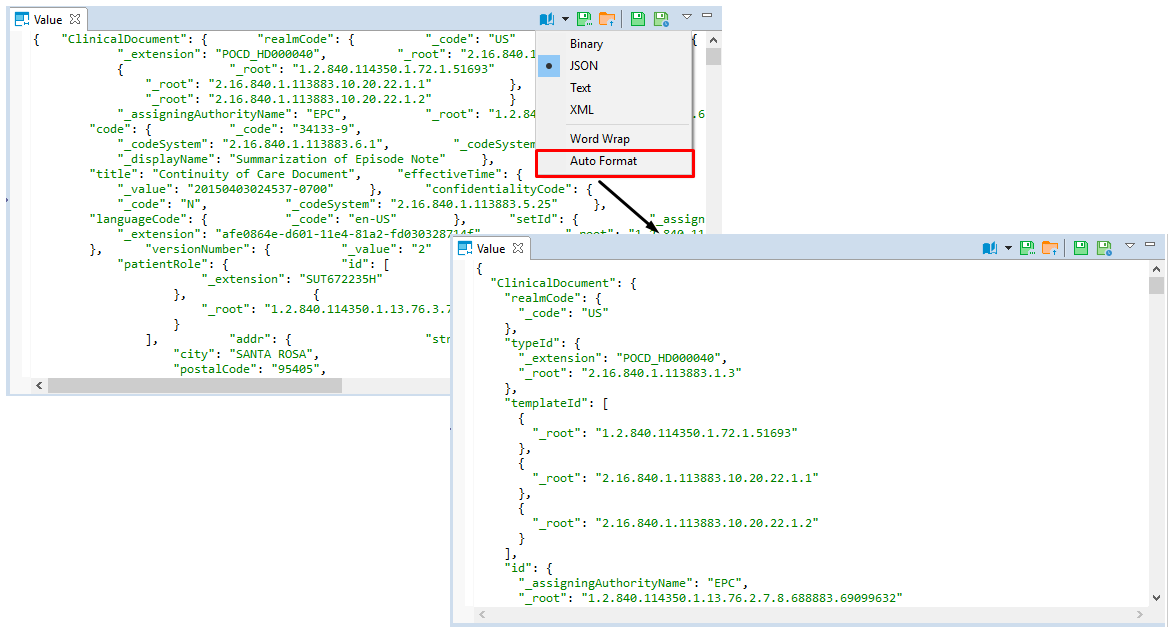 Value
{   "ClinicalDocument": {       "realmCode": {          "_code": "US"                         {
            "_extension": "POCD_HD000040",          "_root": "2.16.840.1
            {               "_root": "1.2.840.114350.1.72.1.51693"
                "_root": "2.16.840.1.113883.10.20.22.1.1"           },
                "_root": "2.16.840.1.113883.10.20.22.1.2"           }
            "_assigningAuthorityName": "EPC",           "_root": "1.2.84                      .6
        "code": {           "_code": "34133-9",
            "_codeSystem": "2.16.840.1.113883.6.1",         "_codeSystem
            "_displayName": "Summarization of Episode Note"     },
        "title": "Continuity of Care Document",     "effectiveTime": {
            "_value": "20150403024537-0700"     },      "confidentialityCode": {
            "_code": "N",           "_codeSystem": "2.16.840.1.113883.5.25"     },
        "languageCode": {           "_code": "en-US"        },      "setId": {          "_assign
            "_extension": "afe0864e-d601-11e4-81a2-fd030328714f",           "_root": "1.2.840.11
        },      "versionNumber": {          "_value": "2"
            "patientRole": {                "id": [
                        "_extension": "SUT672235H"
                    },                  {
                        "_root": "1.2.840.114350.1.13.76.3.7
                    }
                ],          "addr": {                   "str
                    "city": "SANTA ROSA",
                    "postalCode": "95405",
Binary
JSON
Text
XML
Word Wrap
Auto Format
Value
{
  "ClinicalDocument": {
    "realmCode": {
      "_code": "US"
    },
    "typeId": {
      "_extension": "POCD_HD000040",
      "_root": "2.16.840.1.113883.1.3"
    },
    "templateId": [
      {
        "_root": "1.2.840.114350.1.72.1.51693"
      },
      {
        "_root": "2.16.840.1.113883.10.20.22.1.1"
      },
      {
        "_root": "2.16.840.1.113883.10.20.22.1.2"
      }
    ],
    "id": {
      "_assigningAuthorityName": "EPC",
      "_root": "1.2.840.114350.1.13.76.2.7.8.688883.69099632"